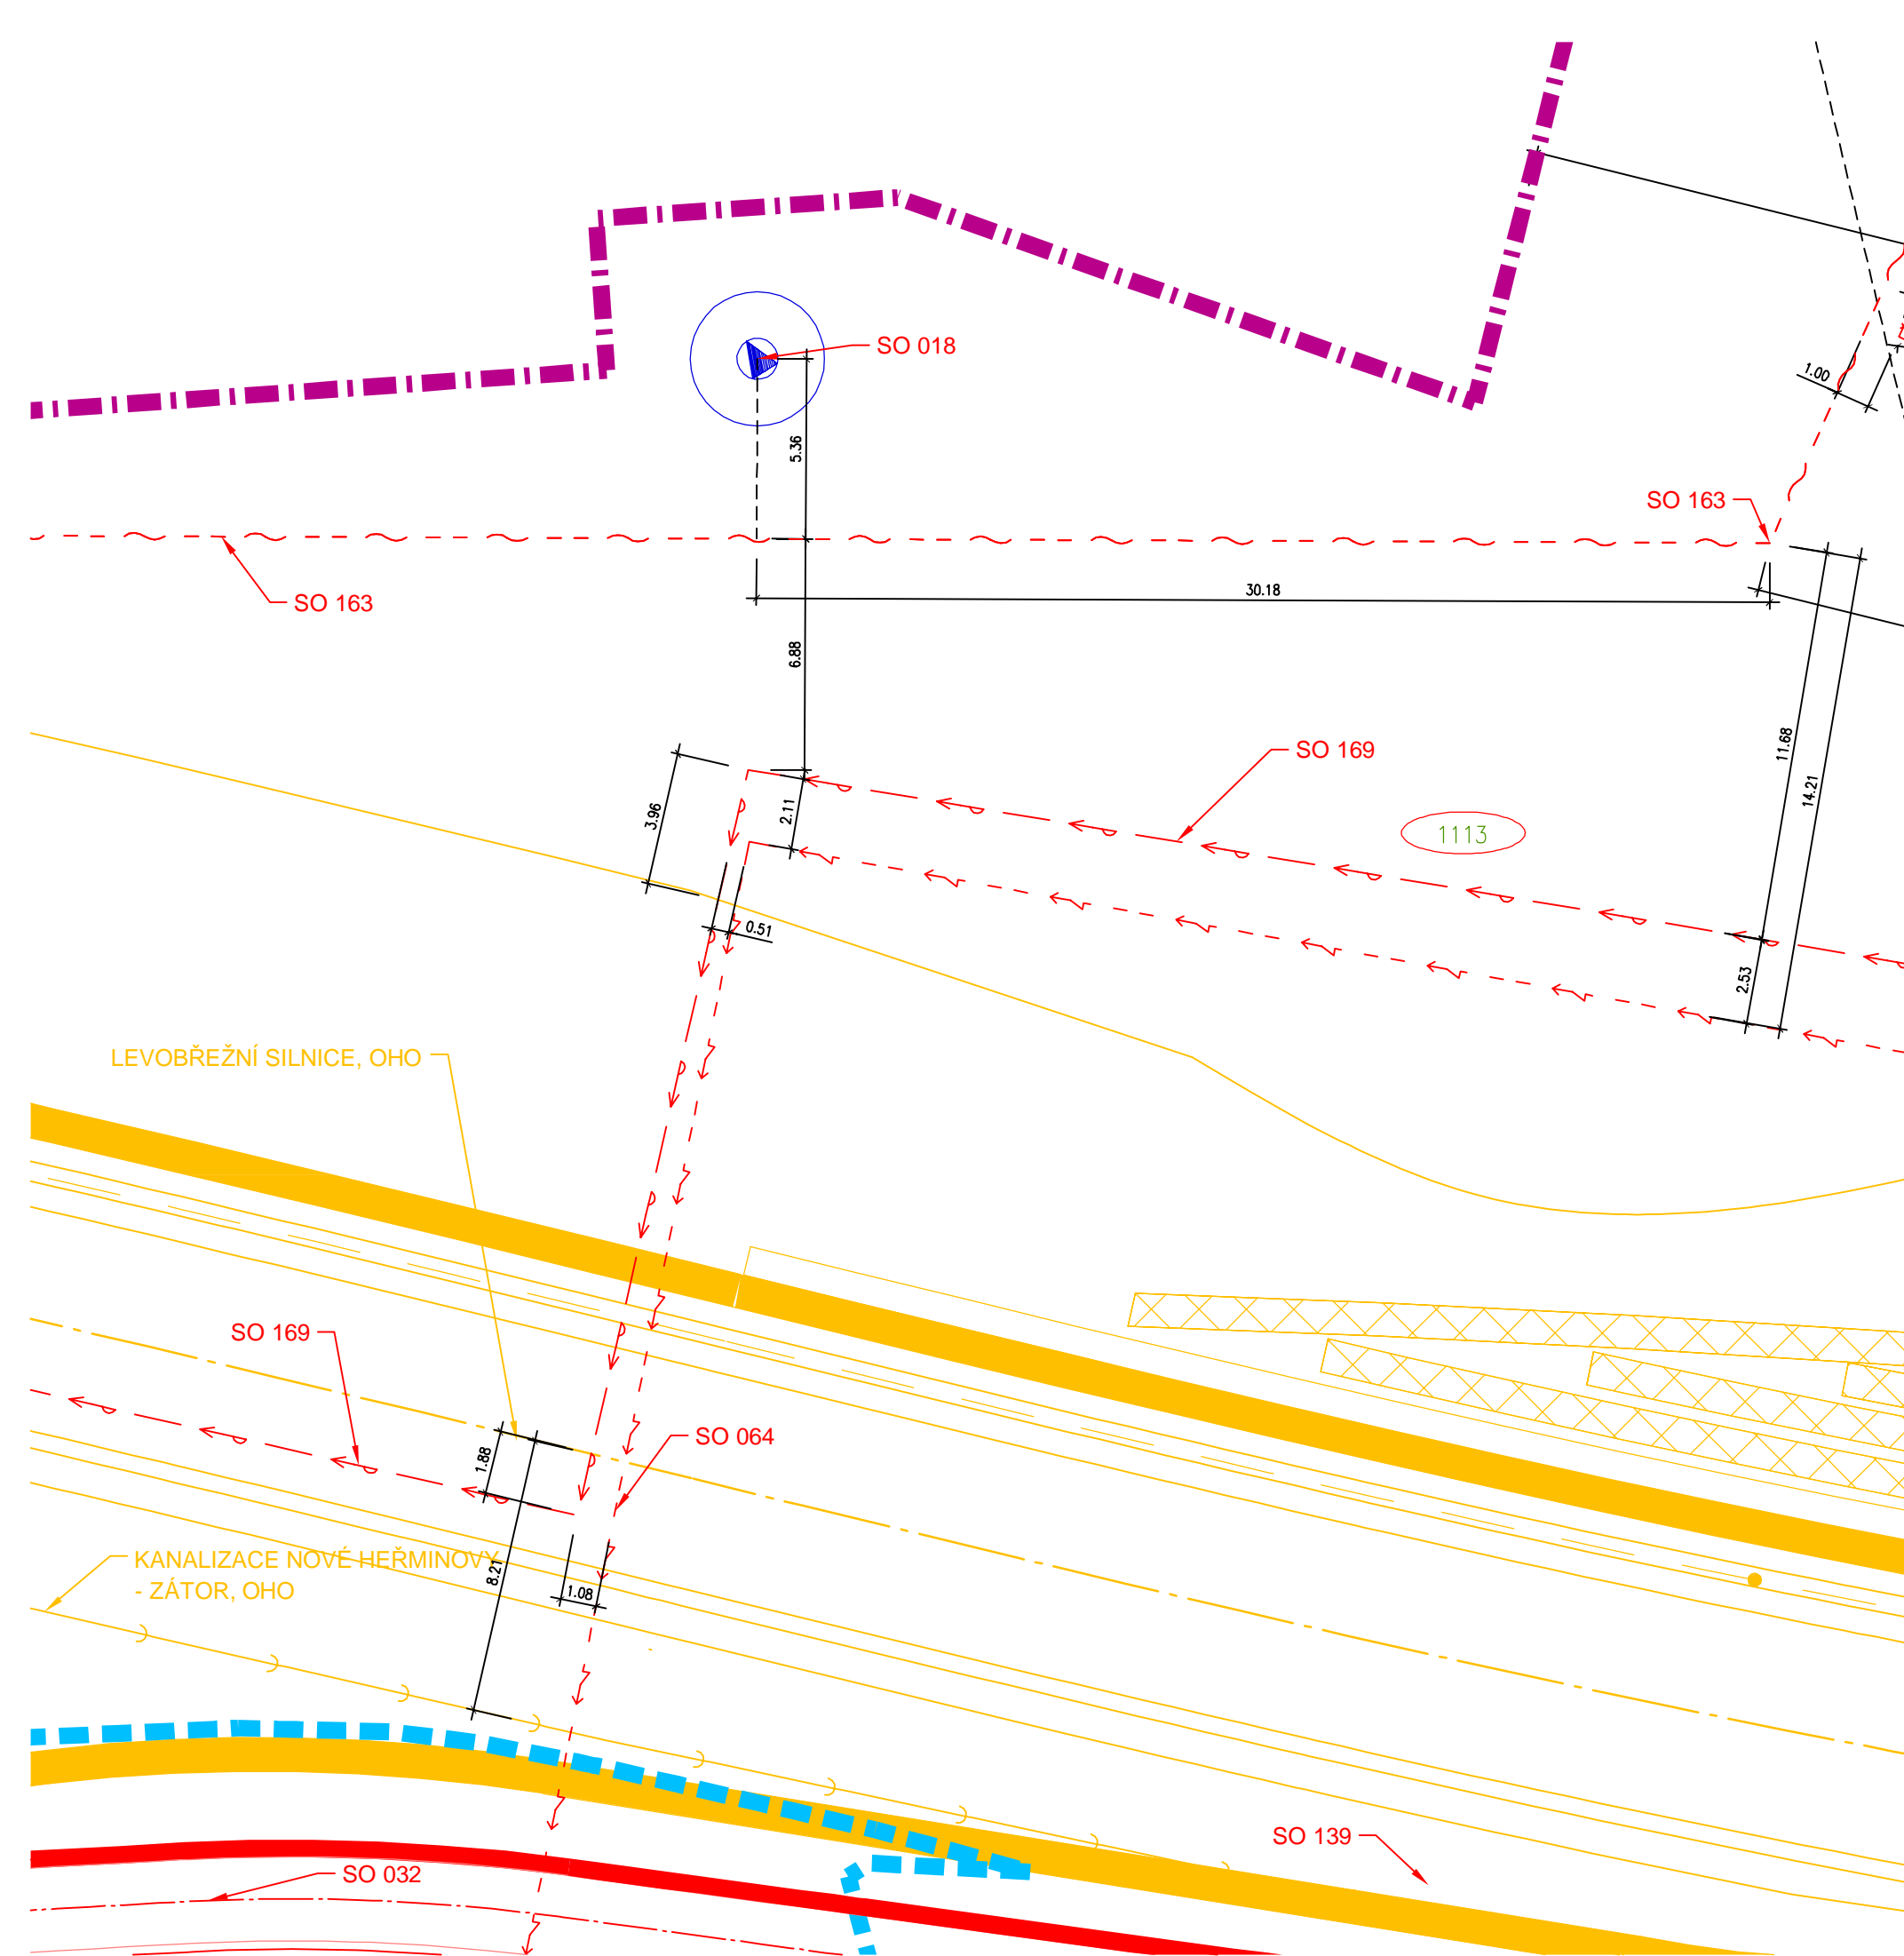 SO 018
1.00
5.36
SO 163
SO 163
30.18
6.88
SO 169
11.68
14.21
3.96
2.11
1113
0.51
2.53
LEVOBŘEŽNÍ SILNICE, OHO
SO 169
SO 064
1.88
KANALIZACE NOVÉ HEŘMINOVY
- ZÁTOR, OHO
8.21
1.08
SO 139
SO 032